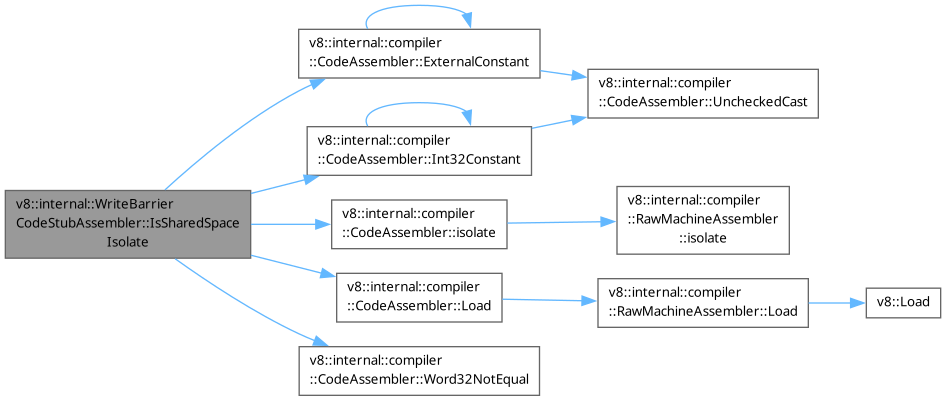 v8::internal::WriteBarrier
CodeStubAssembler::IsSharedSpace
Isolate
v8::internal::compiler
::CodeAssembler::ExternalConstant
v8::internal::compiler
::CodeAssembler::UncheckedCast
v8::internal::compiler
::CodeAssembler::Int32Constant
v8::internal::compiler
::CodeAssembler::isolate
v8::internal::compiler
::RawMachineAssembler
::isolate
v8::internal::compiler
::CodeAssembler::Load
v8::internal::compiler
::RawMachineAssembler::Load
v8::Load
v8::internal::compiler
::CodeAssembler::Word32NotEqual